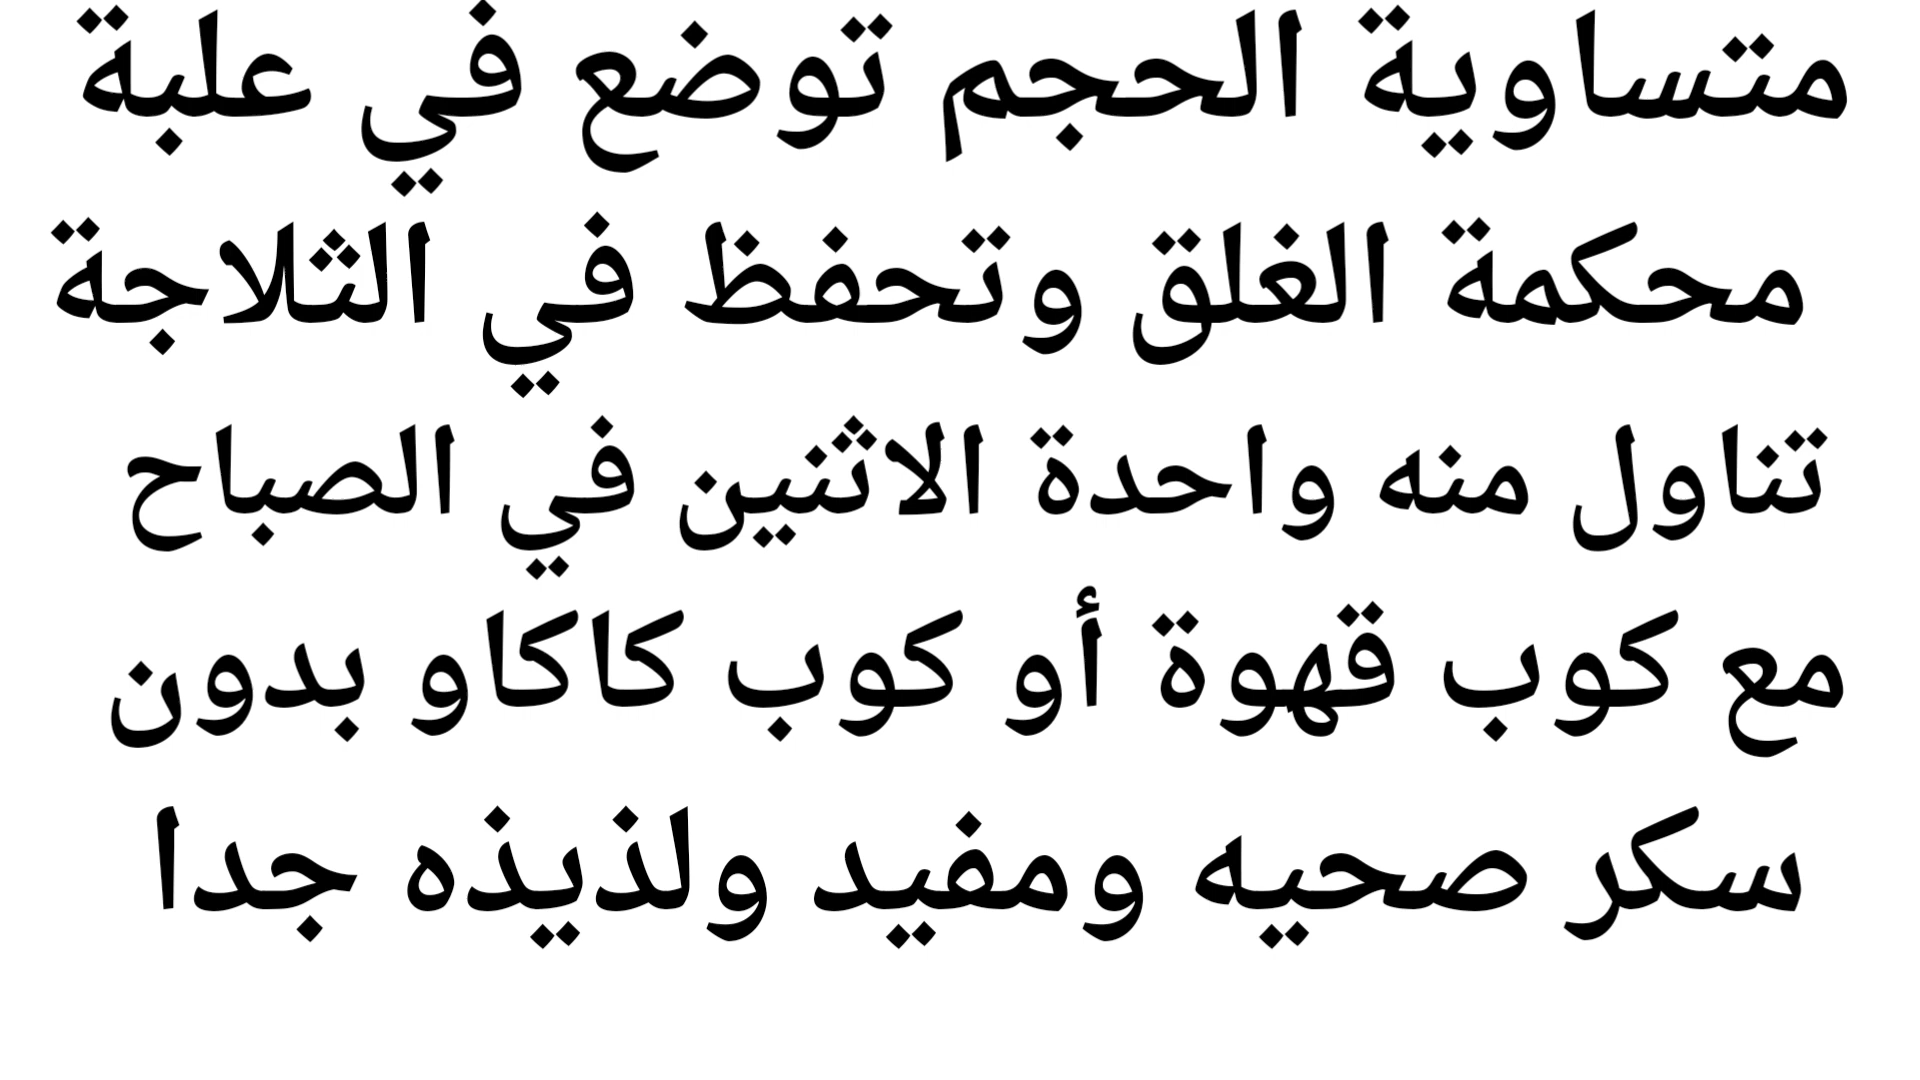 متساوية الحجم توضع في علبة
محكمة الغلق وتحفظ في الثلاجة
تناول منه واحدة الاثنين في الصباح
مع كوب قهوة أو كوب كاكاو بدون
سكر صحيه ومفيد ولذيذه جدا